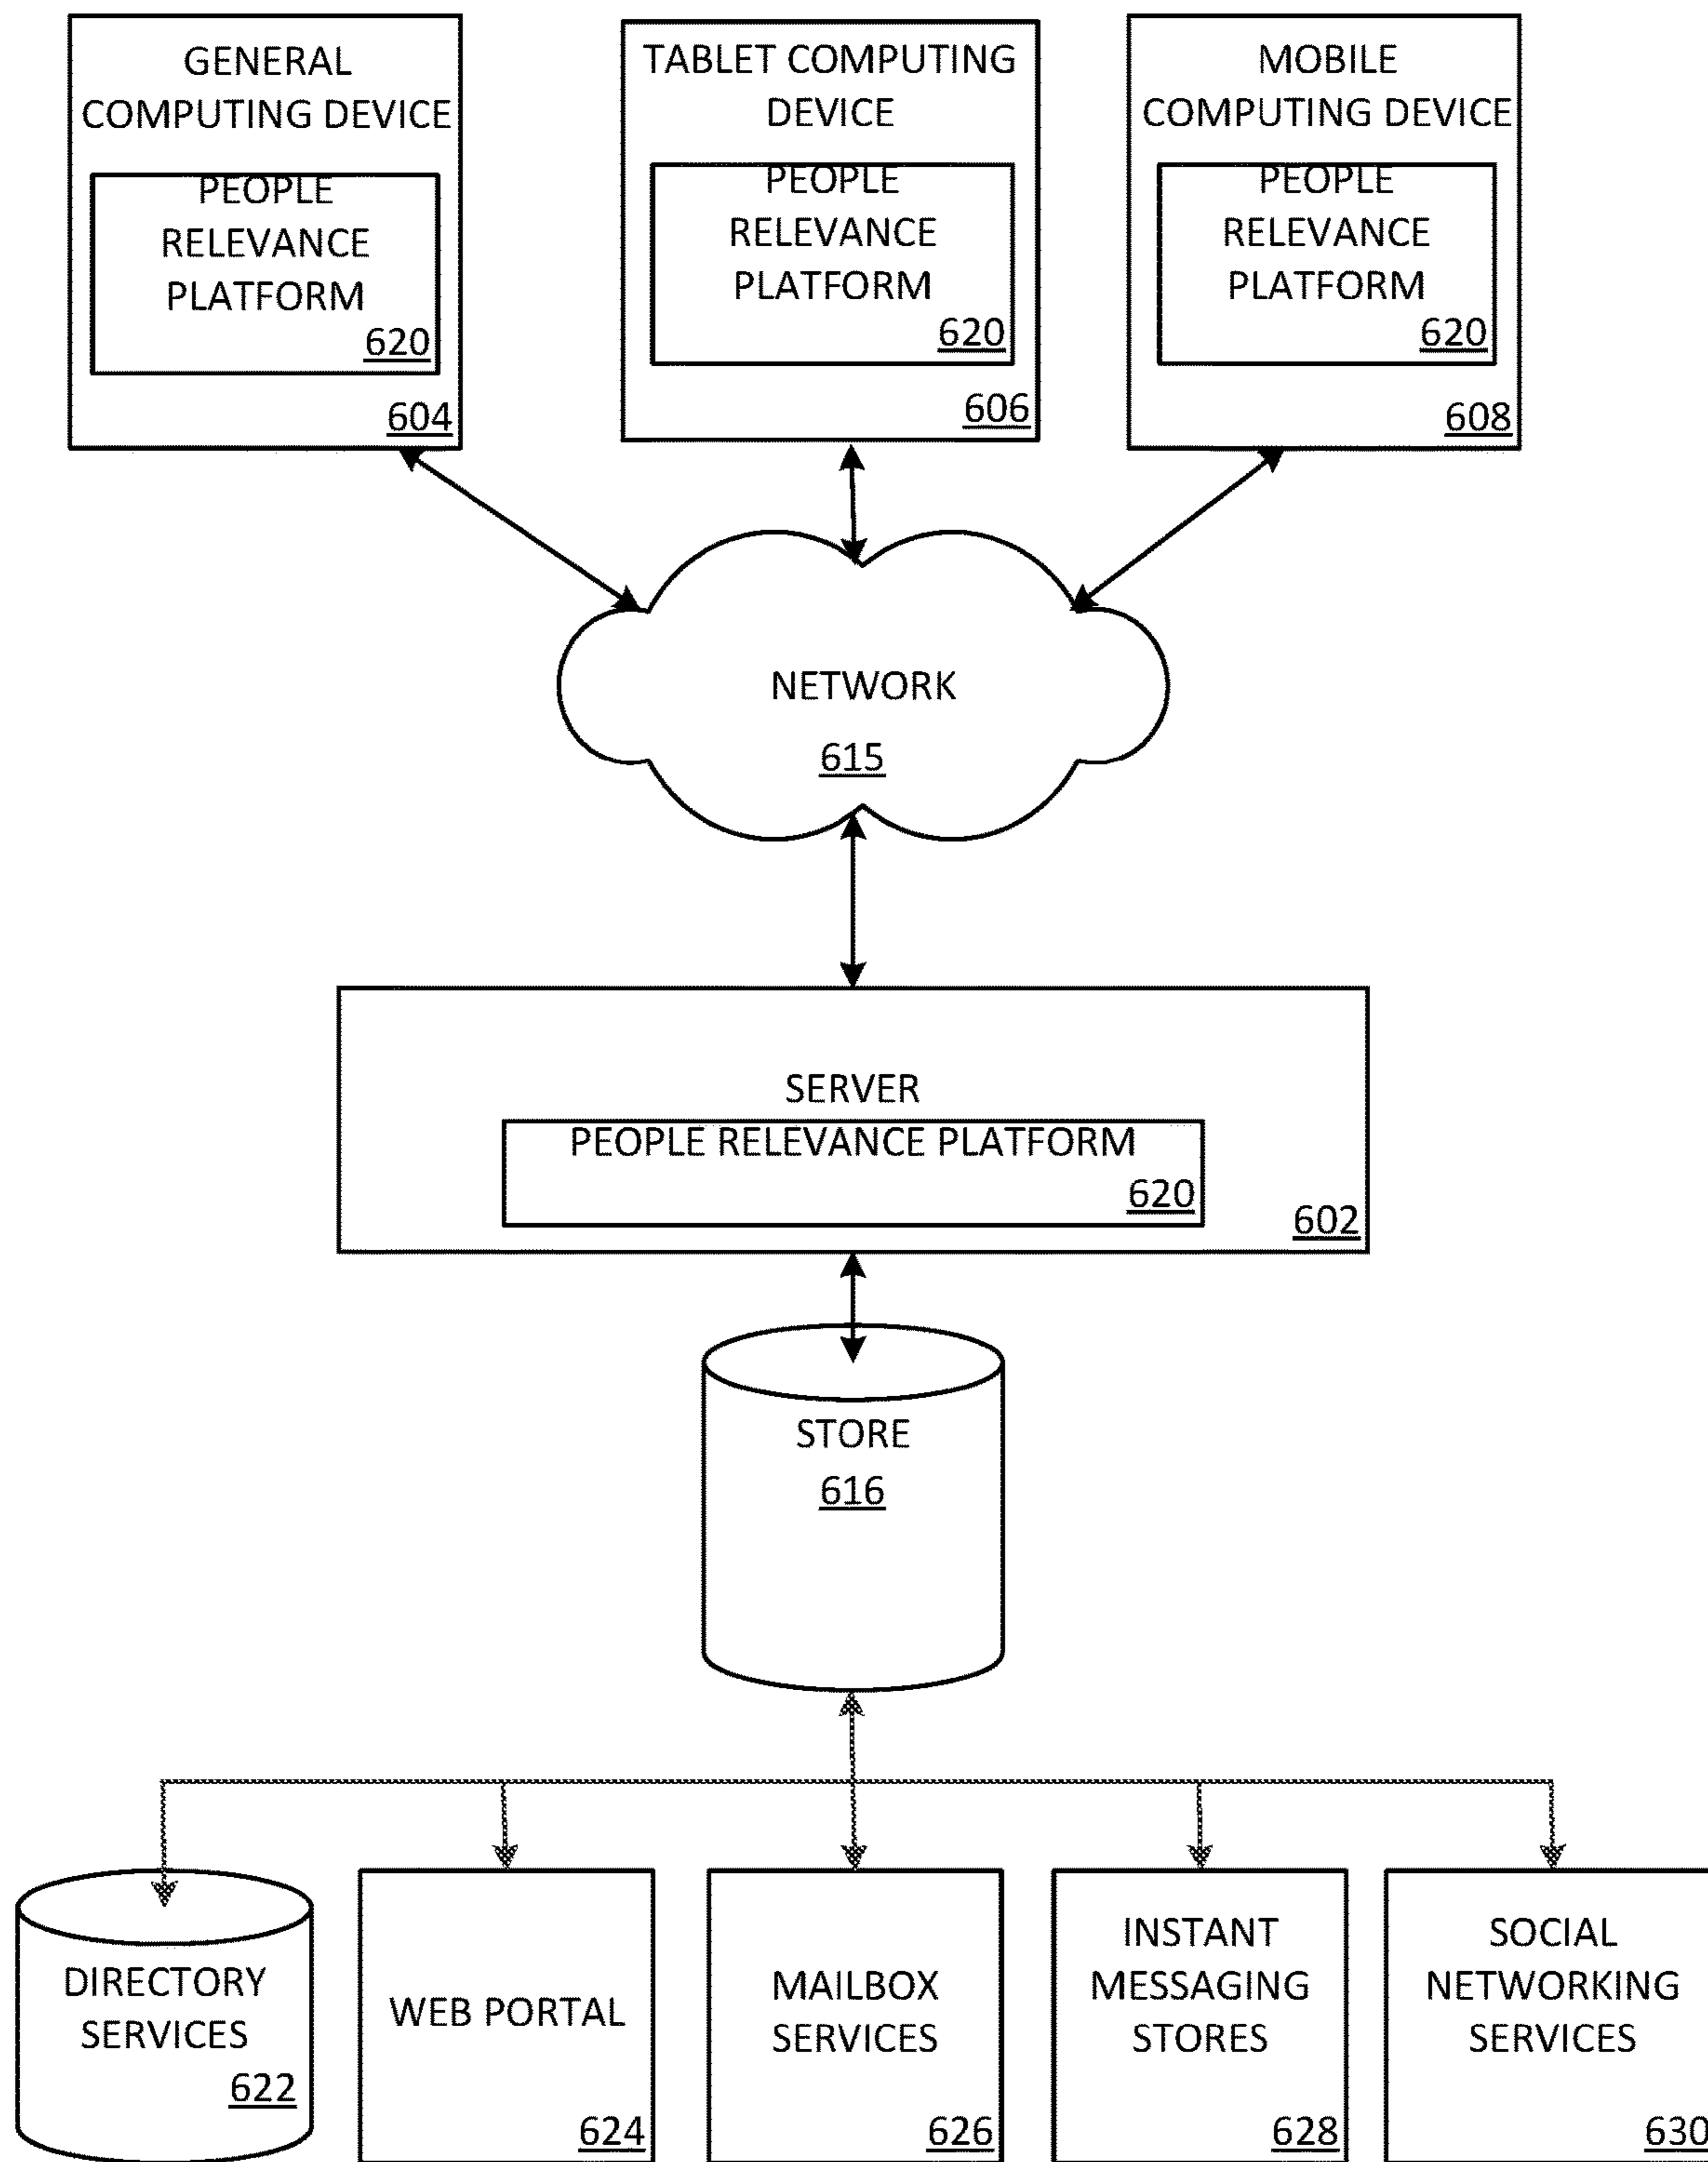 GENERAL
COMPUTING DEVICE
PEOPLE
RELEVANCE
PLATFORM
620
604
TABLET COMPUTING
DEVICE
PEOPLE
RELEVANCE
PLATFORM
620
606
MOBILE
COMPUTING DEVICE
PEOPLE
RELEVANCE
PLATFORM
620
608
NETWORK
615
SERVER
PEOPLE RELEVANCE PLATFORM
620
602
STORE
616
DIRECTORY
SERVICES
622
WEB PORTAL
624
MAILBOX
SERVICES
626
INSTANT
MESSAGING
STORES
628
SOCIAL
NETWORKING
SERVICES
630